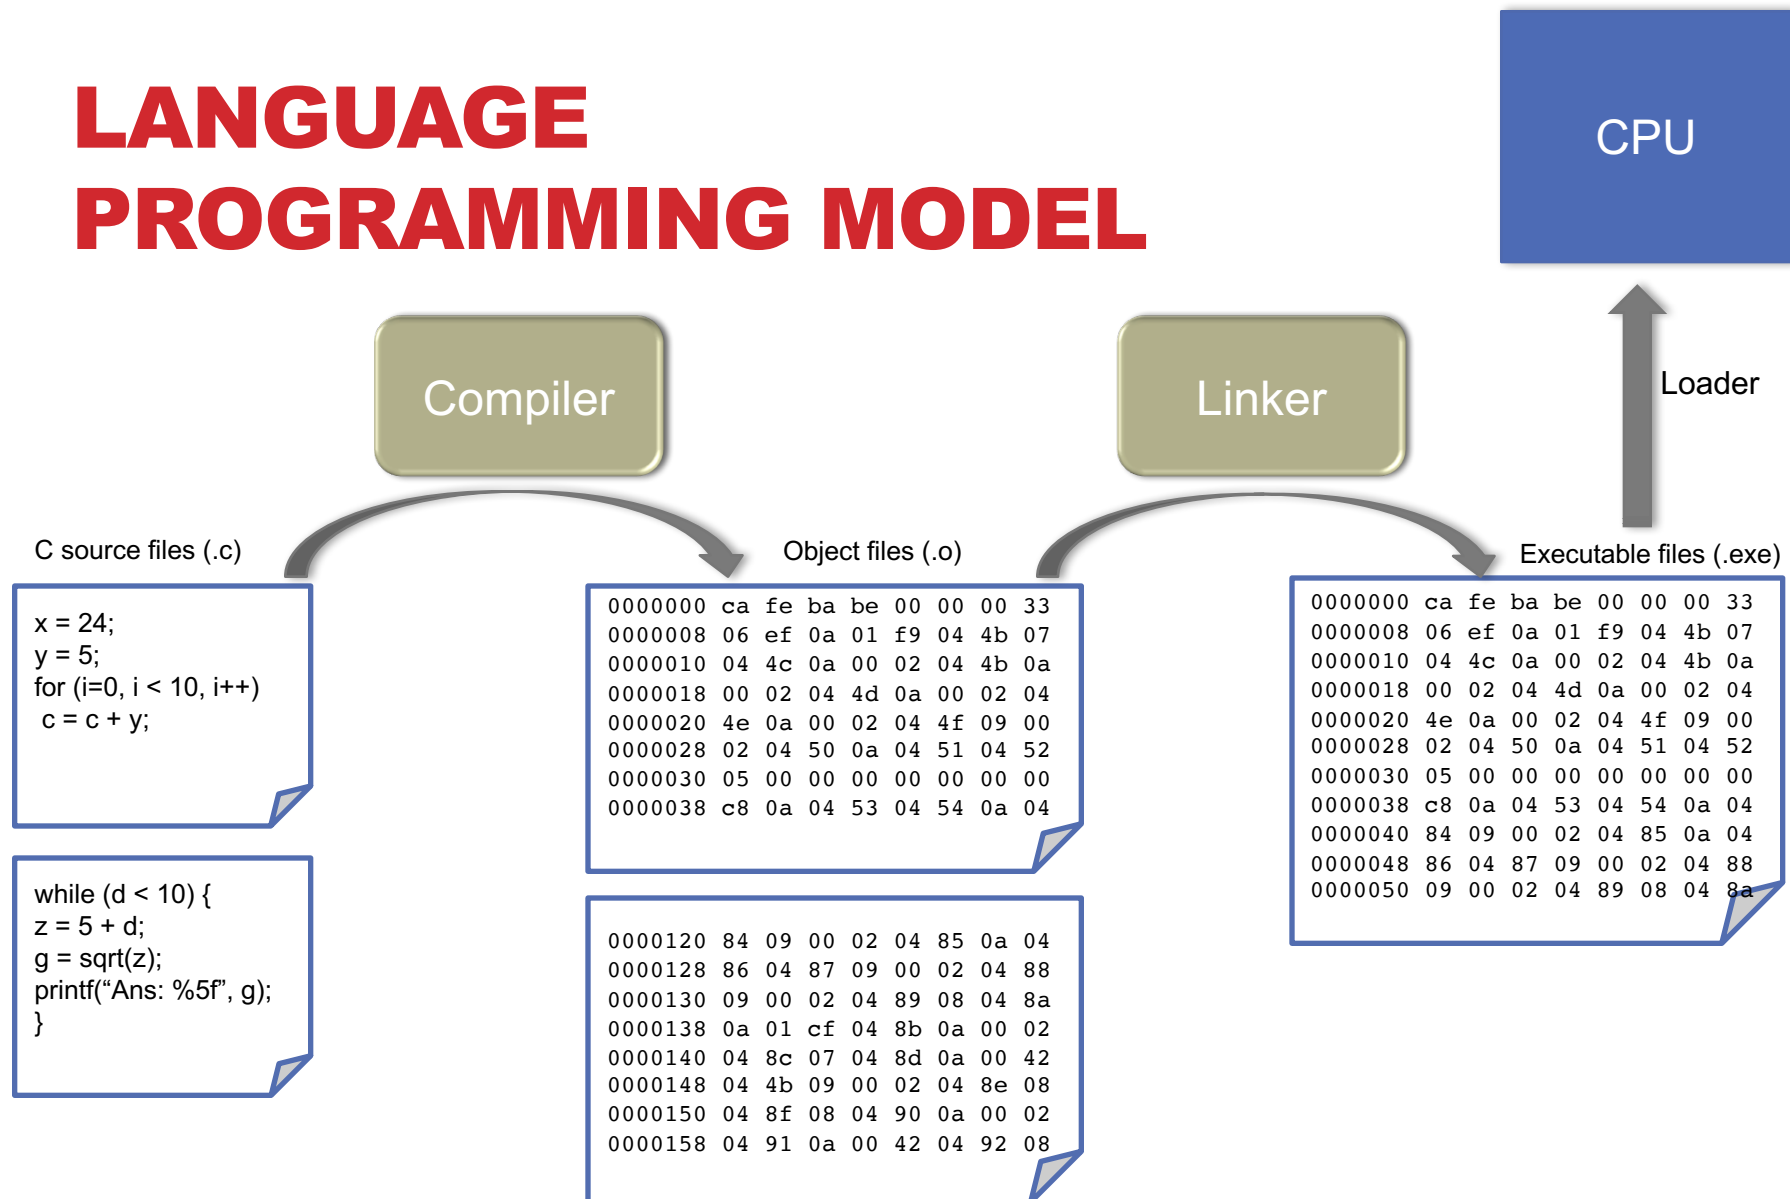 LANGUAGE
PROGRAMMING MODEL
CPU
Compiler
Linker
Loader
C source files (.c)
x = 24;
y = 5;
for (i=0, i < 10, i++)
c = c + y;
while (d < 10) {
z = 5 + d;
g = sqrt(z);
printf(“Ans: %5f”, g);
}
Object files (.o)
0000000 ca fe ba be 00 00 00 33
0000008 06 ef 0a 01 f9 04 4b 07
0000010 04 4c 0a 00 02 04 4b 0a
0000018 00 02 04 4d 0a 00 02 04
0000020 4e 0a 00 02 04 4f 09 00
0000028 02 04 50 0a 04 51 04 52
0000030 05 00 00 00 00 00 00 00
0000038 c8 0a 04 53 04 54 0a 04
0000120 84 09 00 02 04 85 0a 04
0000128 86 04 87 09 00 02 04 88
0000130 09 00 02 04 89 08 04 8a
0000138 0a 01 cf 04 8b 0a 00 02
0000140 04 8c 07 04 8d 0a 00 42
0000148 04 4b 09 00 02 04 8e 08
0000150 04 8f 08 04 90 0a 00 02
0000158 04 91 0a 00 42 04 92 08
Executable files (.exe)
0000000 ca fe ba be 00 00 00 33
0000008 06 ef 0a 01 f9 04 4b 07
0000010 04 4c 0a 00 02 04 4b 0a
0000018 00 02 04 4d 0a 00 02 04
0000020 4e 0a 00 02 04 4f 09 00
0000028 02 04 50 0a 04 51 04 52
0000030 05 00 00 00 00 00 00 00
0000038 c8 0a 04 53 04 54 0a 04
0000040 84 09 00 02 04 85 0a 04
0000048 86 04 87 09 00 02 04 88
0000050 09 00 02 04 89 08 04 8a